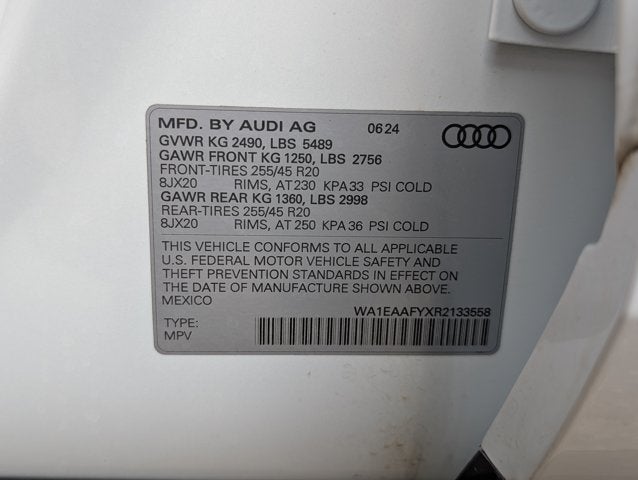 MFD. BY AUDI AG 06 24
GVWR KG 2490, LBS 5489
GAWR FRONT KG 1250, LBS 2756
FRONT-TIRES 255/45 R20
8JX20 RIMS, AT 230 KPA 33 PSI COLD
GAWR REAR KG 1360, LBS 2998
REAR-TIRES 255/45 R20
8JX20 RIMS, AT 250 KPA 36 PSI COLD
THIS VEHICLE CONFORMS TO ALL APPLICABLE
U.S. FEDERAL MOTOR VEHICLE SAFETY AND
THEFT PREVENTION STANDARDS IN EFFECT ON
THE DATE OF MANUFACTURE SHOWN ABOVE.
MEXICO
WA1EAAFYXR2133558
TYPE:
MPV